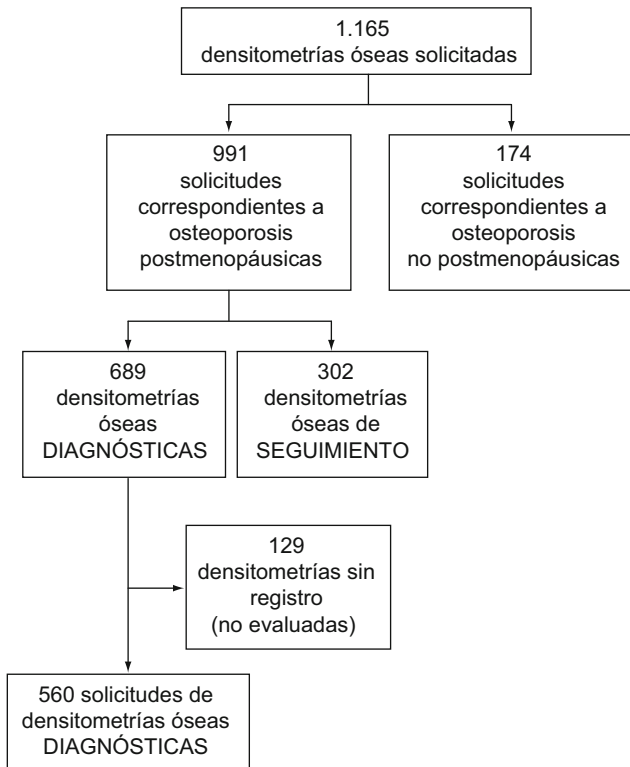 1.165
densitometrías óseas solicitadas
991
solicitudes
correspondientes a
osteoporosis
postmenopáusicas
174
solicitudes
correspondientes a
osteoporosis
no postmenopáusicas
689
densitometrías
óseas
DIAGNÓSTICAS
302
densitometrías
óseas de
SEGUIMIENTO
129
densitometrías sin
registro
(no evaluadas)
560 solicitudes de
densitometrías óseas
DIAGNÓSTICAS